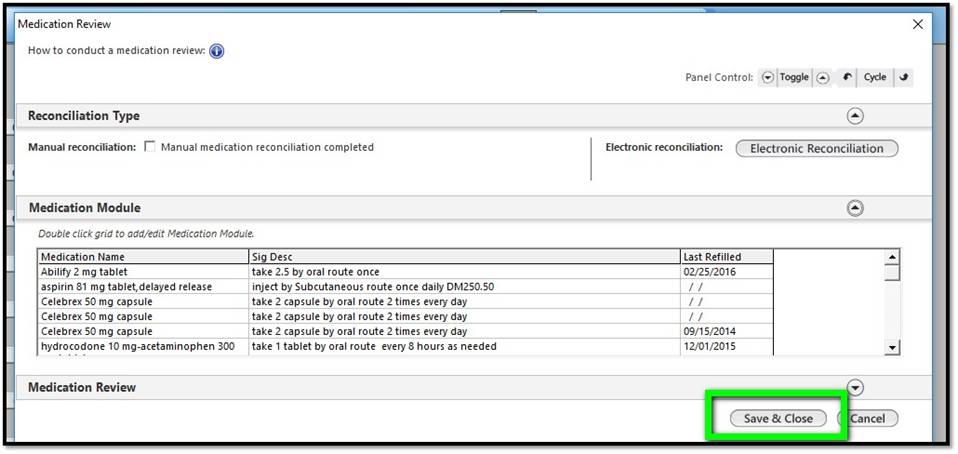 Medication Review
How to conduct a medication review:
Panel Control: Toggle Cycle
Reconciliation Type
Manual reconciliation: Manual medication reconciliation completed
Electronic reconciliation: Electronic Reconciliation
Medication Module
Double click grid to add/edit Medication Module.
Medication Name Sig Desc Last Refilled
Abilify 2 mg tablet take 2.5 by oral route once 02/25/2016
aspirin 81 mg tablet,delayed release inject by Subcutaneous route once daily DM250.50 / /
Celebrex 50 mg capsule take 2 capsule by oral route 2 times every day / /
Celebrex 50 mg capsule take 2 capsule by oral route 2 times every day / /
Celebrex 50 mg capsule take 2 capsule by oral route 2 times every day 09/15/2014
hydrocodone 10 mg-acetaminophen 300 take 1 tablet by oral route every 8 hours as needed 12/01/2015
Medication Review
Save & Close Cancel